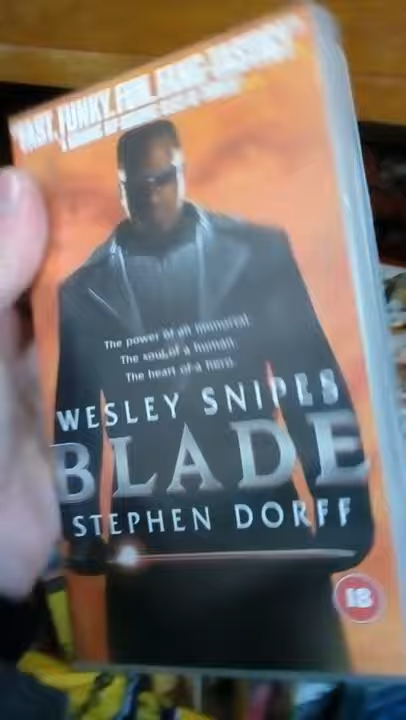 "FAST, FUNKY, FUN, FANG-TASTIC!"
The power of an immortal.
The soul of a human.
The heart of a hero.
WESLEY SNIPES
BLADE
STEPHEN DORFF
18